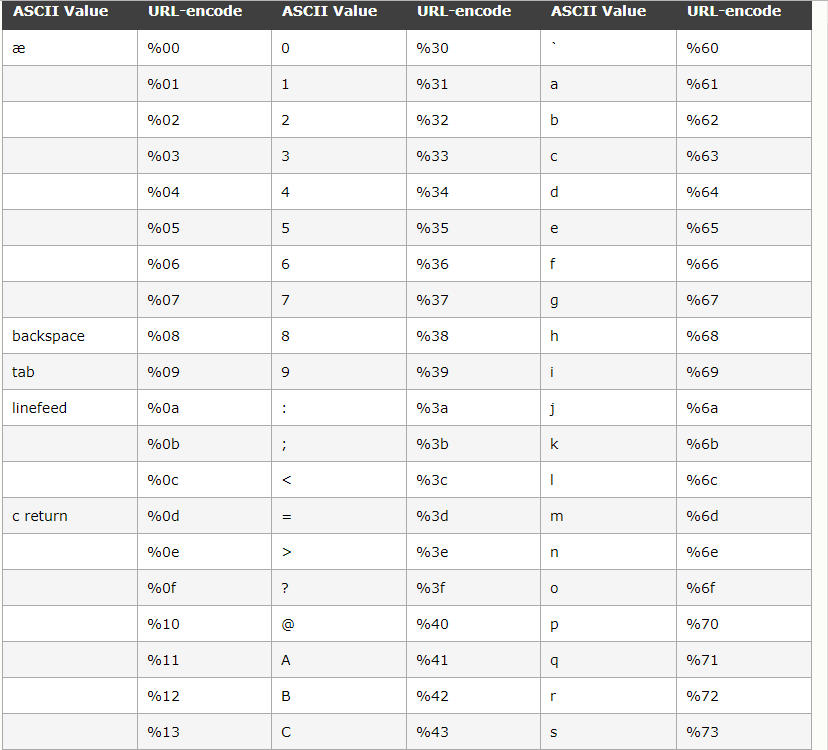 ASCII Value URL-encode ASCII Value URL-encode ASCII Value URL-encode
æ %00 0 %30 ` %60
%01 1 %31 a %61
%02 2 %32 b %62
%03 3 %33 c %63
%04 4 %34 d %64
%05 5 %35 e %65
%06 6 %36 f %66
%07 7 %37 g %67
backspace %08 8 %38 h %68
tab %09 9 %39 i %69
linefeed %0a : %3a j %6a
%0b ; %3b k %6b
%0c < %3c l %6c
c return %0d = %3d m %6d
%0e > %3e n %6e
%0f ? %3f o %6f
%10 @ %40 p %70
%11 A %41 q %71
%12 B %42 r %72
%13 C %43 s %73